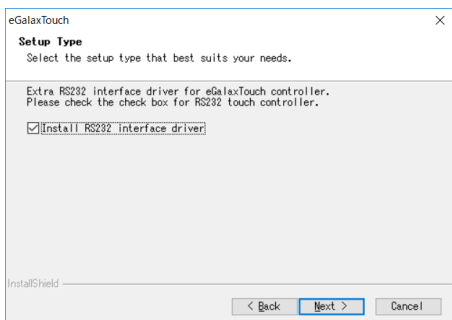 eGalaxTouch
Setup Type
Select the setup type that best suits your needs.
Extra RS232 interface driver for eGalaxTouch controller.
Please check the check box for RS232 touch controller.
Install RS232 interface driver
InstallShield
< Back Next > Cancel